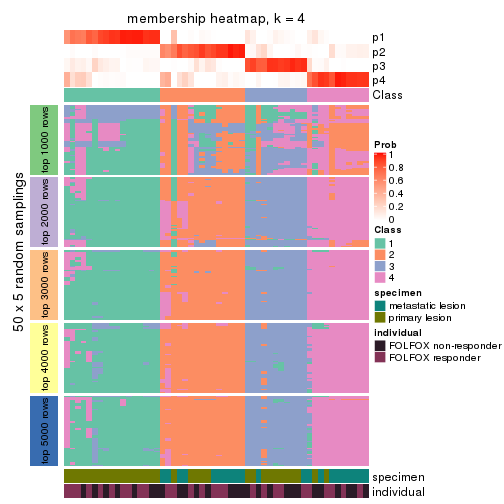 membership heatmap, k = 4
p1
p2
p3
p4
Class
50 x 5 random samplings
top 1000 rows
top 2000 rows
top 3000 rows
top 4000 rows
top 5000 rows
specimen
individual
Prob
1
0.8
0.6
0.4
0.2
0
Class
1
2
3
4
specimen
metastatic lesion
primary lesion
individual
FOLFOX non-responder
FOLFOX responder